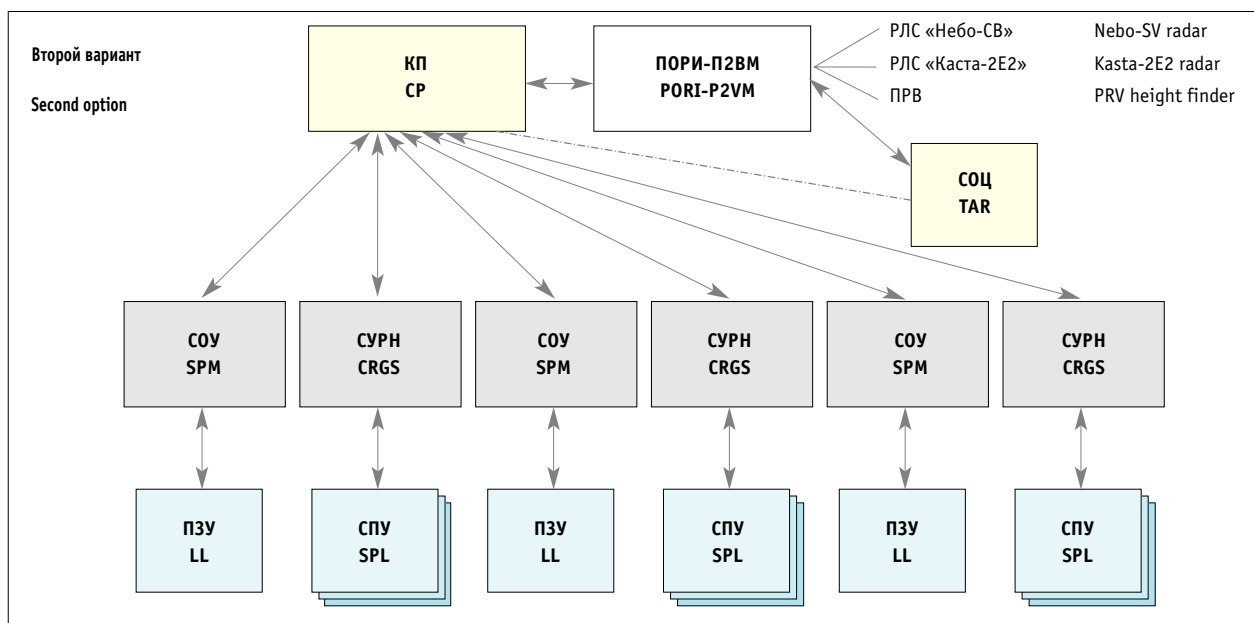 Второй вариант
Second option
КП
CP
ПОРИ-П2ВМ
PORI-P2VM
РЛС «Небо-СВ» Nebo-SV radar
РЛС «Каста-2Е2» Kasta-2E2 radar
ПРВ PRV height finder
СОЦ
TAR
СОУ
SPM
СУРН
CRGS
СОУ
SPM
СУРН
CRGS
СОУ
SPM
СУРН
CRGS
ПЗУ
LL
СПУ
SPL
ПЗУ
LL
СПУ
SPL
ПЗУ
LL
СПУ
SPL